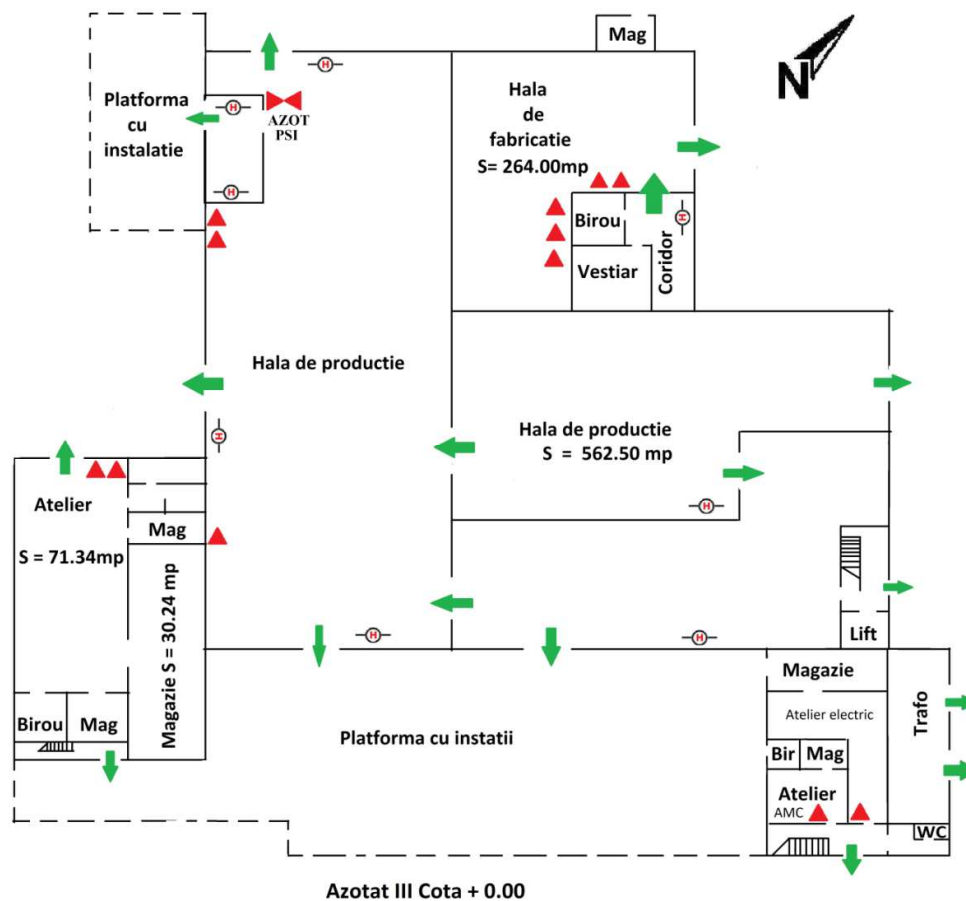 Mag
N
Platforma
cu
instalatie
H
H
H
AZOT
PSI
Hala
de
fabricatie
S= 264.00mp
Birou
Vestiar
Coridor
H
Hala de productie
H
Hala de productie
S = 562.50 mp
H
Atelier
S = 71.34mp
Mag
Magazie S = 30.24 mp
Birou
Mag
H
H
Lift
Platforma cu instatii
Magazie
Atelier electric
Trafo
Bir
Mag
Atelier
AMC
WC
Azotat III Cota + 0.00